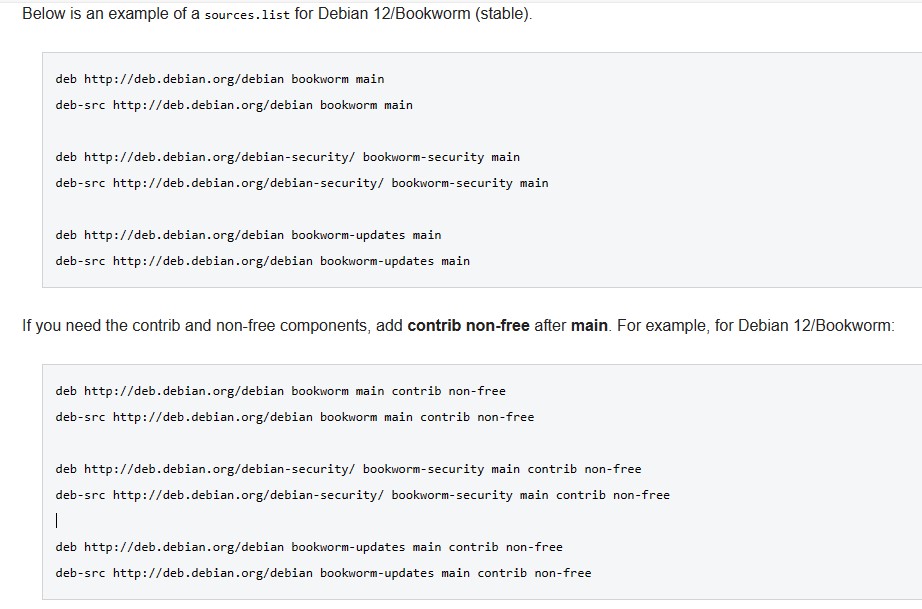 Below is an example of a sources.list for Debian 12/Bookworm (stable).
deb http://deb.debian.org/debian bookworm main
deb-src http://deb.debian.org/debian bookworm main
deb http://deb.debian.org/debian-security/ bookworm-security main
deb-src http://deb.debian.org/debian-security/ bookworm-security main
deb http://deb.debian.org/debian bookworm-updates main
deb-src http://deb.debian.org/debian bookworm-updates main
If you need the contrib and non-free components, add contrib non-free after main. For example, for Debian 12/Bookworm:
deb http://deb.debian.org/debian bookworm main contrib non-free
deb-src http://deb.debian.org/debian bookworm main contrib non-free
deb http://deb.debian.org/debian-security/ bookworm-security main contrib non-free
deb-src http://deb.debian.org/debian-security/ bookworm-security main contrib non-free
deb http://deb.debian.org/debian bookworm-updates main contrib non-free
deb-src http://deb.debian.org/debian bookworm-updates main contrib non-free